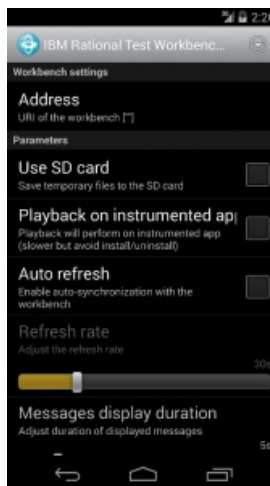 2:20
IBM Rational Test Workbenc...
Workbench settings
Address
URI of the workbench [""]
Parameters
Use SD card
Save temporary files to the SD card
Playback on instrumented app
Playback will perform on instrumented app
(slower but avoid install/uninstall)
Auto refresh
Enable auto-synchronization with the
workbench
Refresh rate
Adjust the refresh rate
30s
Messages display duration
Adjust duration of displayed messages
5s